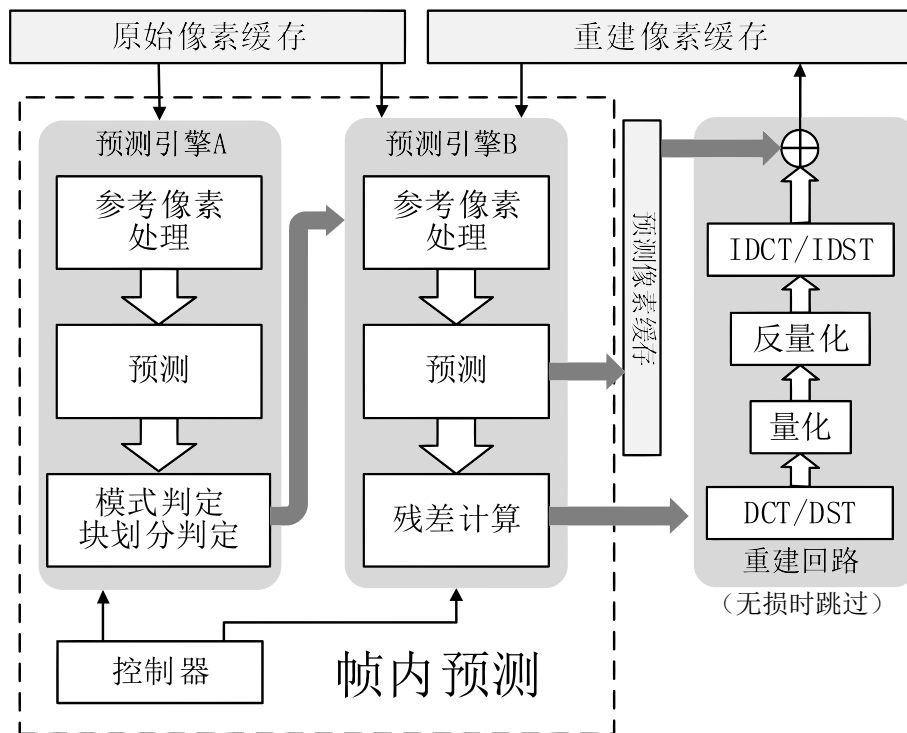 原始像素缓存
重建像素缓存
预测引擎A
参考像素
处理
预测
模式判定
块划分判定
预测引擎B
参考像素
处理
预测
残差计算
预测像素缓存
IDCT/IDST
反量化
量化
DCT/DST
重建回路
（无损时跳过）
控制器
帧内预测